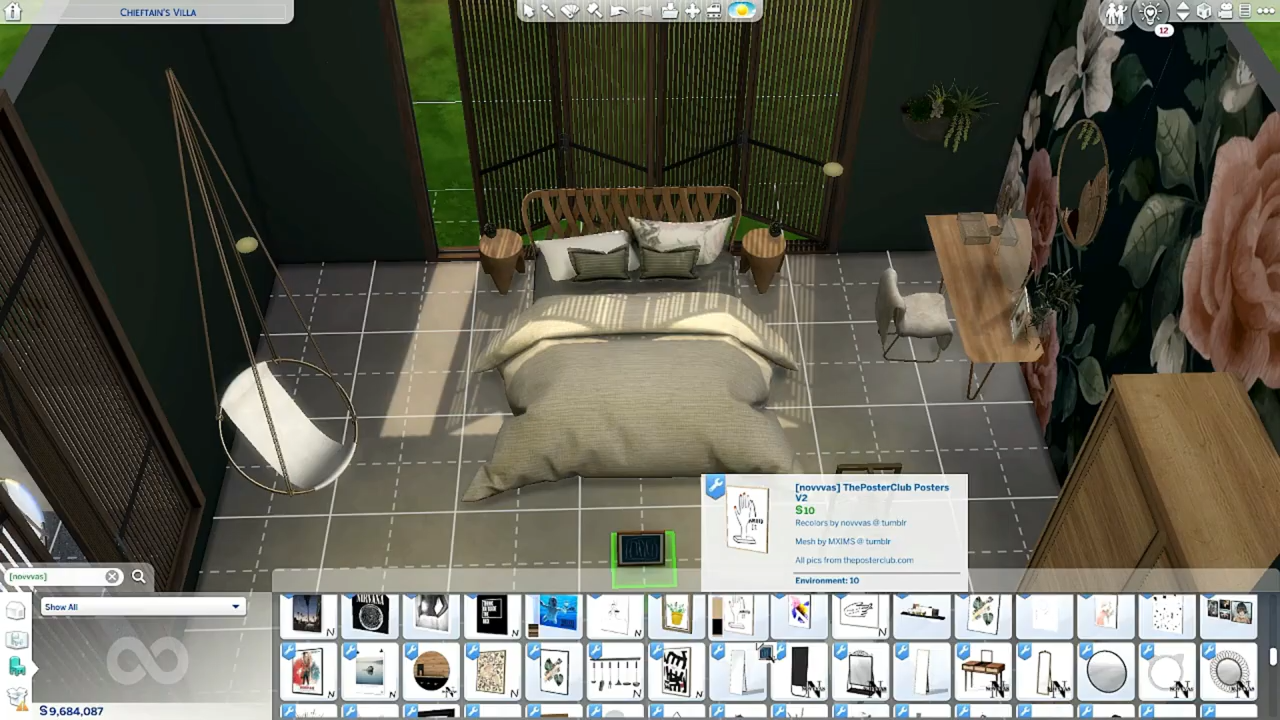 CHIEFTAIN'S VILLA
12
[novvvas] ThePosterClub Posters
V2
§10
Recolors by novvvas @ tumblr
Mesh by MXIMS @ tumblr
All pics from theposterclub.com
Environment: 10
[novvvas]
Show All
NIRVANA
§9,684,087